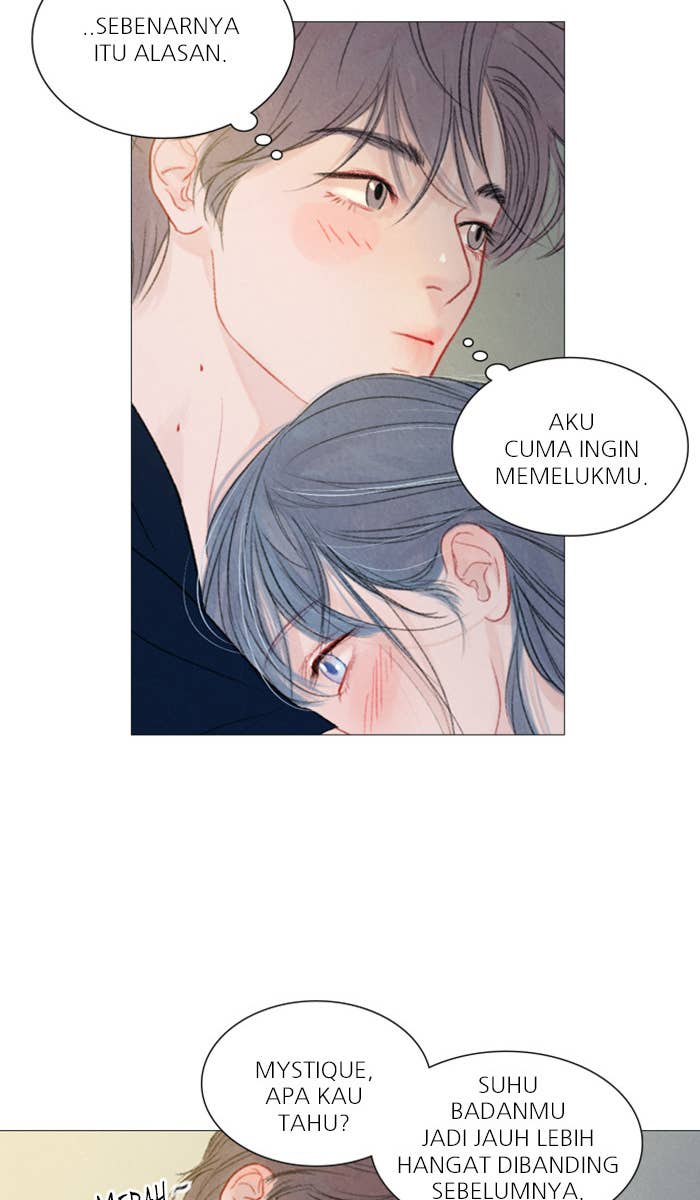 ..SEBENARNYA
ITU ALASAN.
AKU
CUMA INGIN
MEMELUKMU.
MYSTIQUE,
APA KAU
TAHU?
SUHU
BADANMU
JADI JAUH LEBIH
HANGAT DIBANDING
SEBELUMNYA.
MERAH~